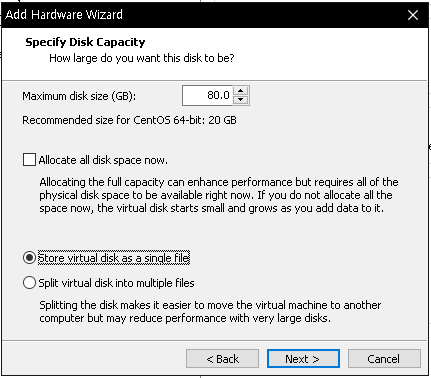 Add Hardware Wizard
Specify Disk Capacity
How large do you want this disk to be?
Maximum disk size (GB):
80.0
Recommended size for CentOS 64-bit: 20 GB
Allocate all disk space now.
Allocating the full capacity can enhance performance but requires all of the
physical disk space to be available right now. If you do not allocate all the
space now, the virtual disk starts small and grows as you add data to it.
Store virtual disk as a single file
Split virtual disk into multiple files
Splitting the disk makes it easier to move the virtual machine to another
computer but may reduce performance with very large disks.
< Back
Next >
Cancel